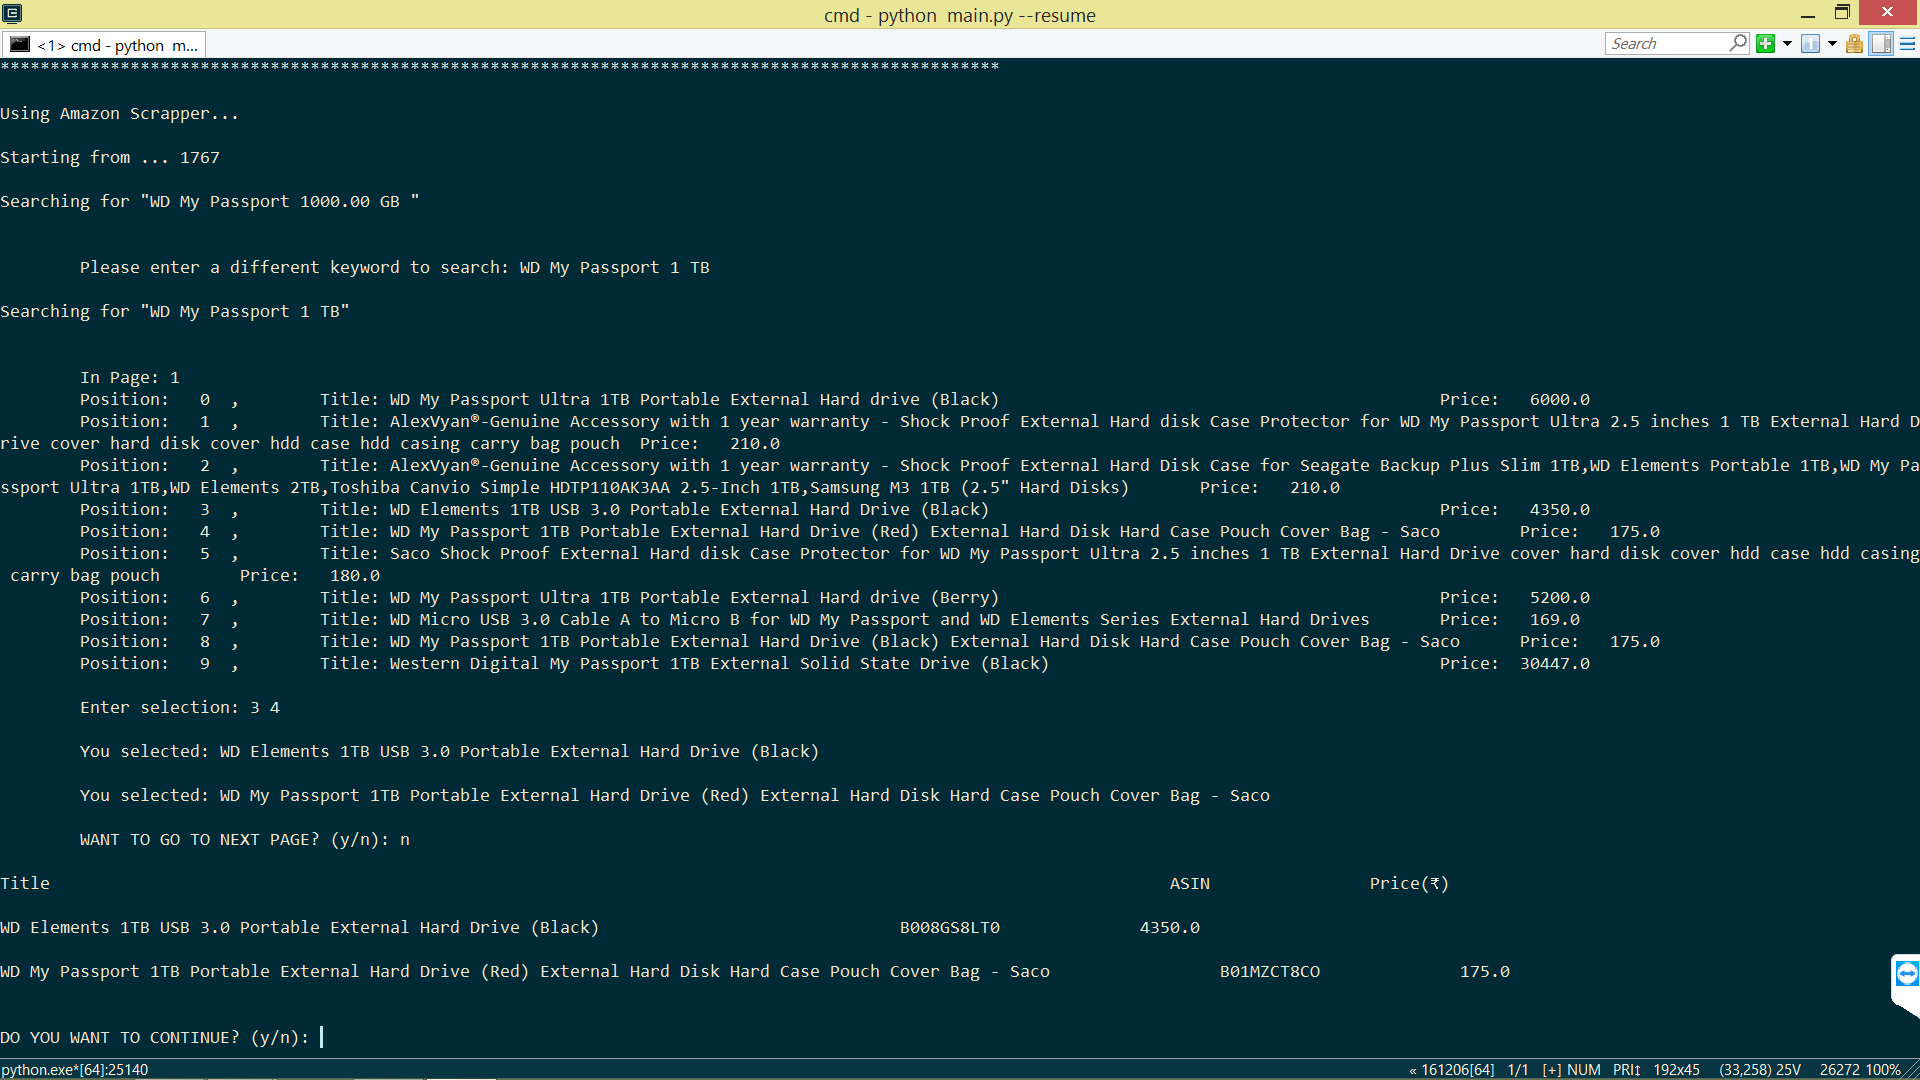 cmd - python  main.py --resume
<1> cmd - python  m...
Search
****************************************************************************************************
Using Amazon Scrapper...
Starting from ... 1767
Searching for "WD My Passport 1000.00 GB "
Please enter a different keyword to search: WD My Passport 1 TB
Searching for "WD My Passport 1 TB"
In Page: 1
Position:   0  ,        Title: WD My Passport Ultra 1TB Portable External Hard drive (Black)        Price:   6000.0
Position:   1  ,        Title: AlexVyan®-Genuine Accessory with 1 year warranty - Shock Proof External Hard disk Case Protector for WD My Passport Ultra 2.5 inches 1 TB External Hard D
rive cover hard disk cover hdd case hdd casing carry bag pouch  Price:   210.0
Position:   2  ,        Title: AlexVyan®-Genuine Accessory with 1 year warranty - Shock Proof External Hard Disk Case for Seagate Backup Plus Slim 1TB,WD Elements Portable 1TB,WD My Pa
ssport Ultra 1TB,WD Elements 2TB,Toshiba Canvio Simple HDTP110AK3AA 2.5-Inch 1TB,Samsung M3 1TB (2.5" Hard Disks)       Price:   210.0
Position:   3  ,        Title: WD Elements 1TB USB 3.0 Portable External Hard Drive (Black)        Price:   4350.0
Position:   4  ,        Title: WD My Passport 1TB Portable External Hard Drive (Red) External Hard Disk Hard Case Pouch Cover Bag - Saco        Price:   175.0
Position:   5  ,        Title: Saco Shock Proof External Hard disk Case Protector for WD My Passport Ultra 2.5 inches 1 TB External Hard Drive cover hard disk cover hdd case hdd casing
carry bag pouch        Price:   180.0
Position:   6  ,        Title: WD My Passport Ultra 1TB Portable External Hard drive (Berry)        Price:   5200.0
Position:   7  ,        Title: WD Micro USB 3.0 Cable A to Micro B for WD My Passport and WD Elements Series External Hard Drives       Price:   169.0
Position:   8  ,        Title: WD My Passport 1TB Portable External Hard Drive (Black) External Hard Disk Hard Case Pouch Cover Bag - Saco      Price:   175.0
Position:   9  ,        Title: Western Digital My Passport 1TB External Solid State Drive (Black)        Price:  30447.0
Enter selection: 3 4
You selected: WD Elements 1TB USB 3.0 Portable External Hard Drive (Black)
You selected: WD My Passport 1TB Portable External Hard Drive (Red) External Hard Disk Hard Case Pouch Cover Bag - Saco
WANT TO GO TO NEXT PAGE? (y/n): n
Title        ASIN        Price(₹)
WD Elements 1TB USB 3.0 Portable External Hard Drive (Black)        B008GS8LT0        4350.0
WD My Passport 1TB Portable External Hard Drive (Red) External Hard Disk Hard Case Pouch Cover Bag - Saco        B01MZCT8CO        175.0
DO YOU WANT TO CONTINUE? (y/n):
python.exe*[64]:25140        « 161206[64]   1/1   [+] NUM   PRI↕   192x45   (33,258) 25V   26272 100%